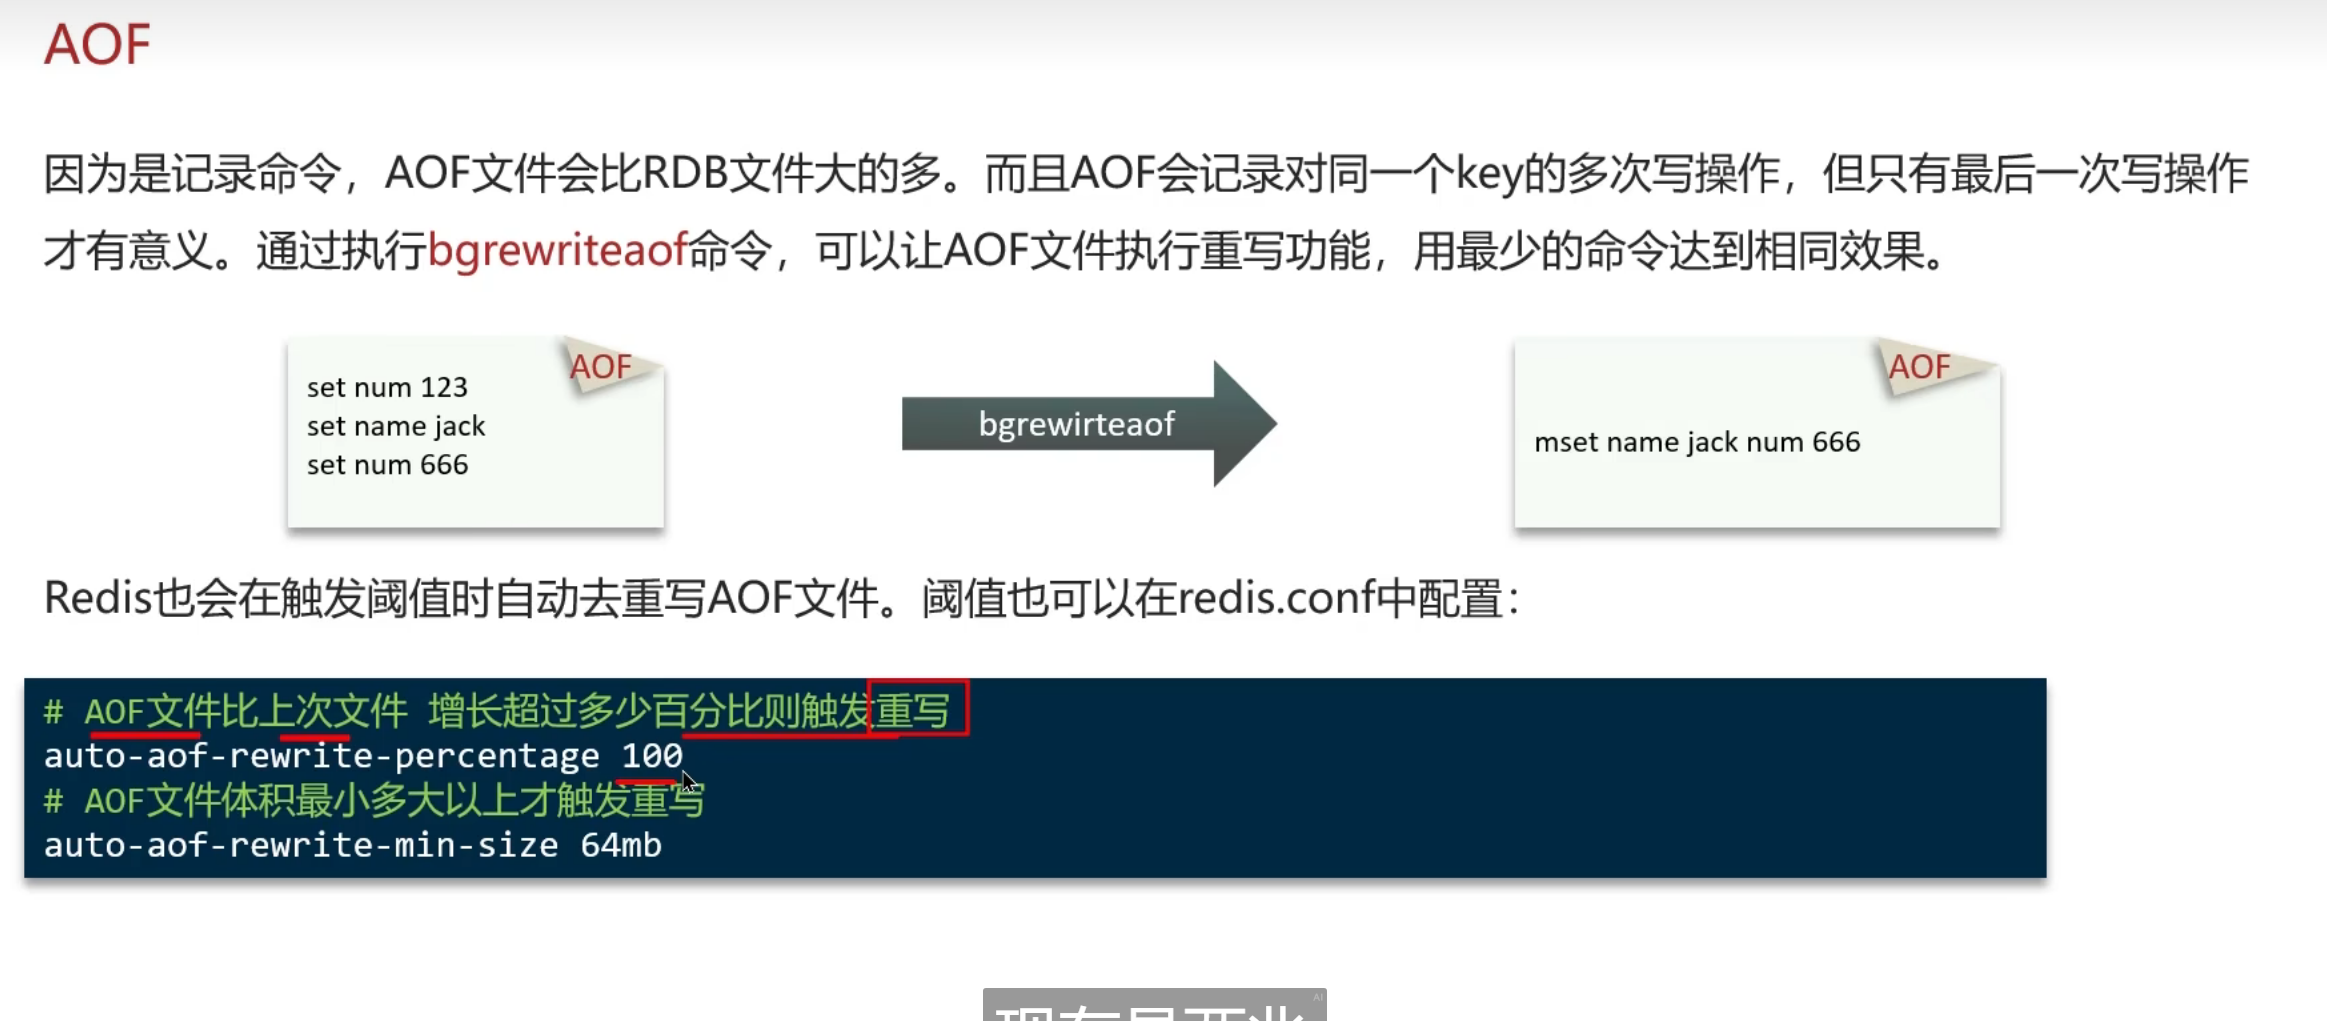 AOF
因为是记录命令，AOF文件会比RDB文件大的多。而且AOF会记录对同一个key的多次写操作，但只有最后一次写操作
才有意义。通过执行bgrewriteaof命令，可以让AOF文件执行重写功能，用最少的命令达到相同效果。
AOF
set num 123
set name jack
set num 666
bgrewirteaof
AOF
mset name jack num 666
Redis也会在触发阈值时自动去重写AOF文件。阈值也可以在redis.conf中配置：
# AOF文件比上次文件 增长超过多少百分比则触发重写
auto-aof-rewrite-percentage 100
# AOF文件体积最小多大以上才触发重写
auto-aof-rewrite-min-size 64mb
AI